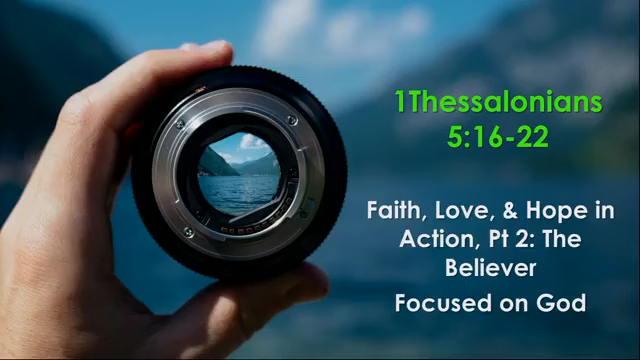 1Thessalonians
5:16-22
Faith, Love, & Hope in
Action, Pt 2: The
Believer
Focused on God